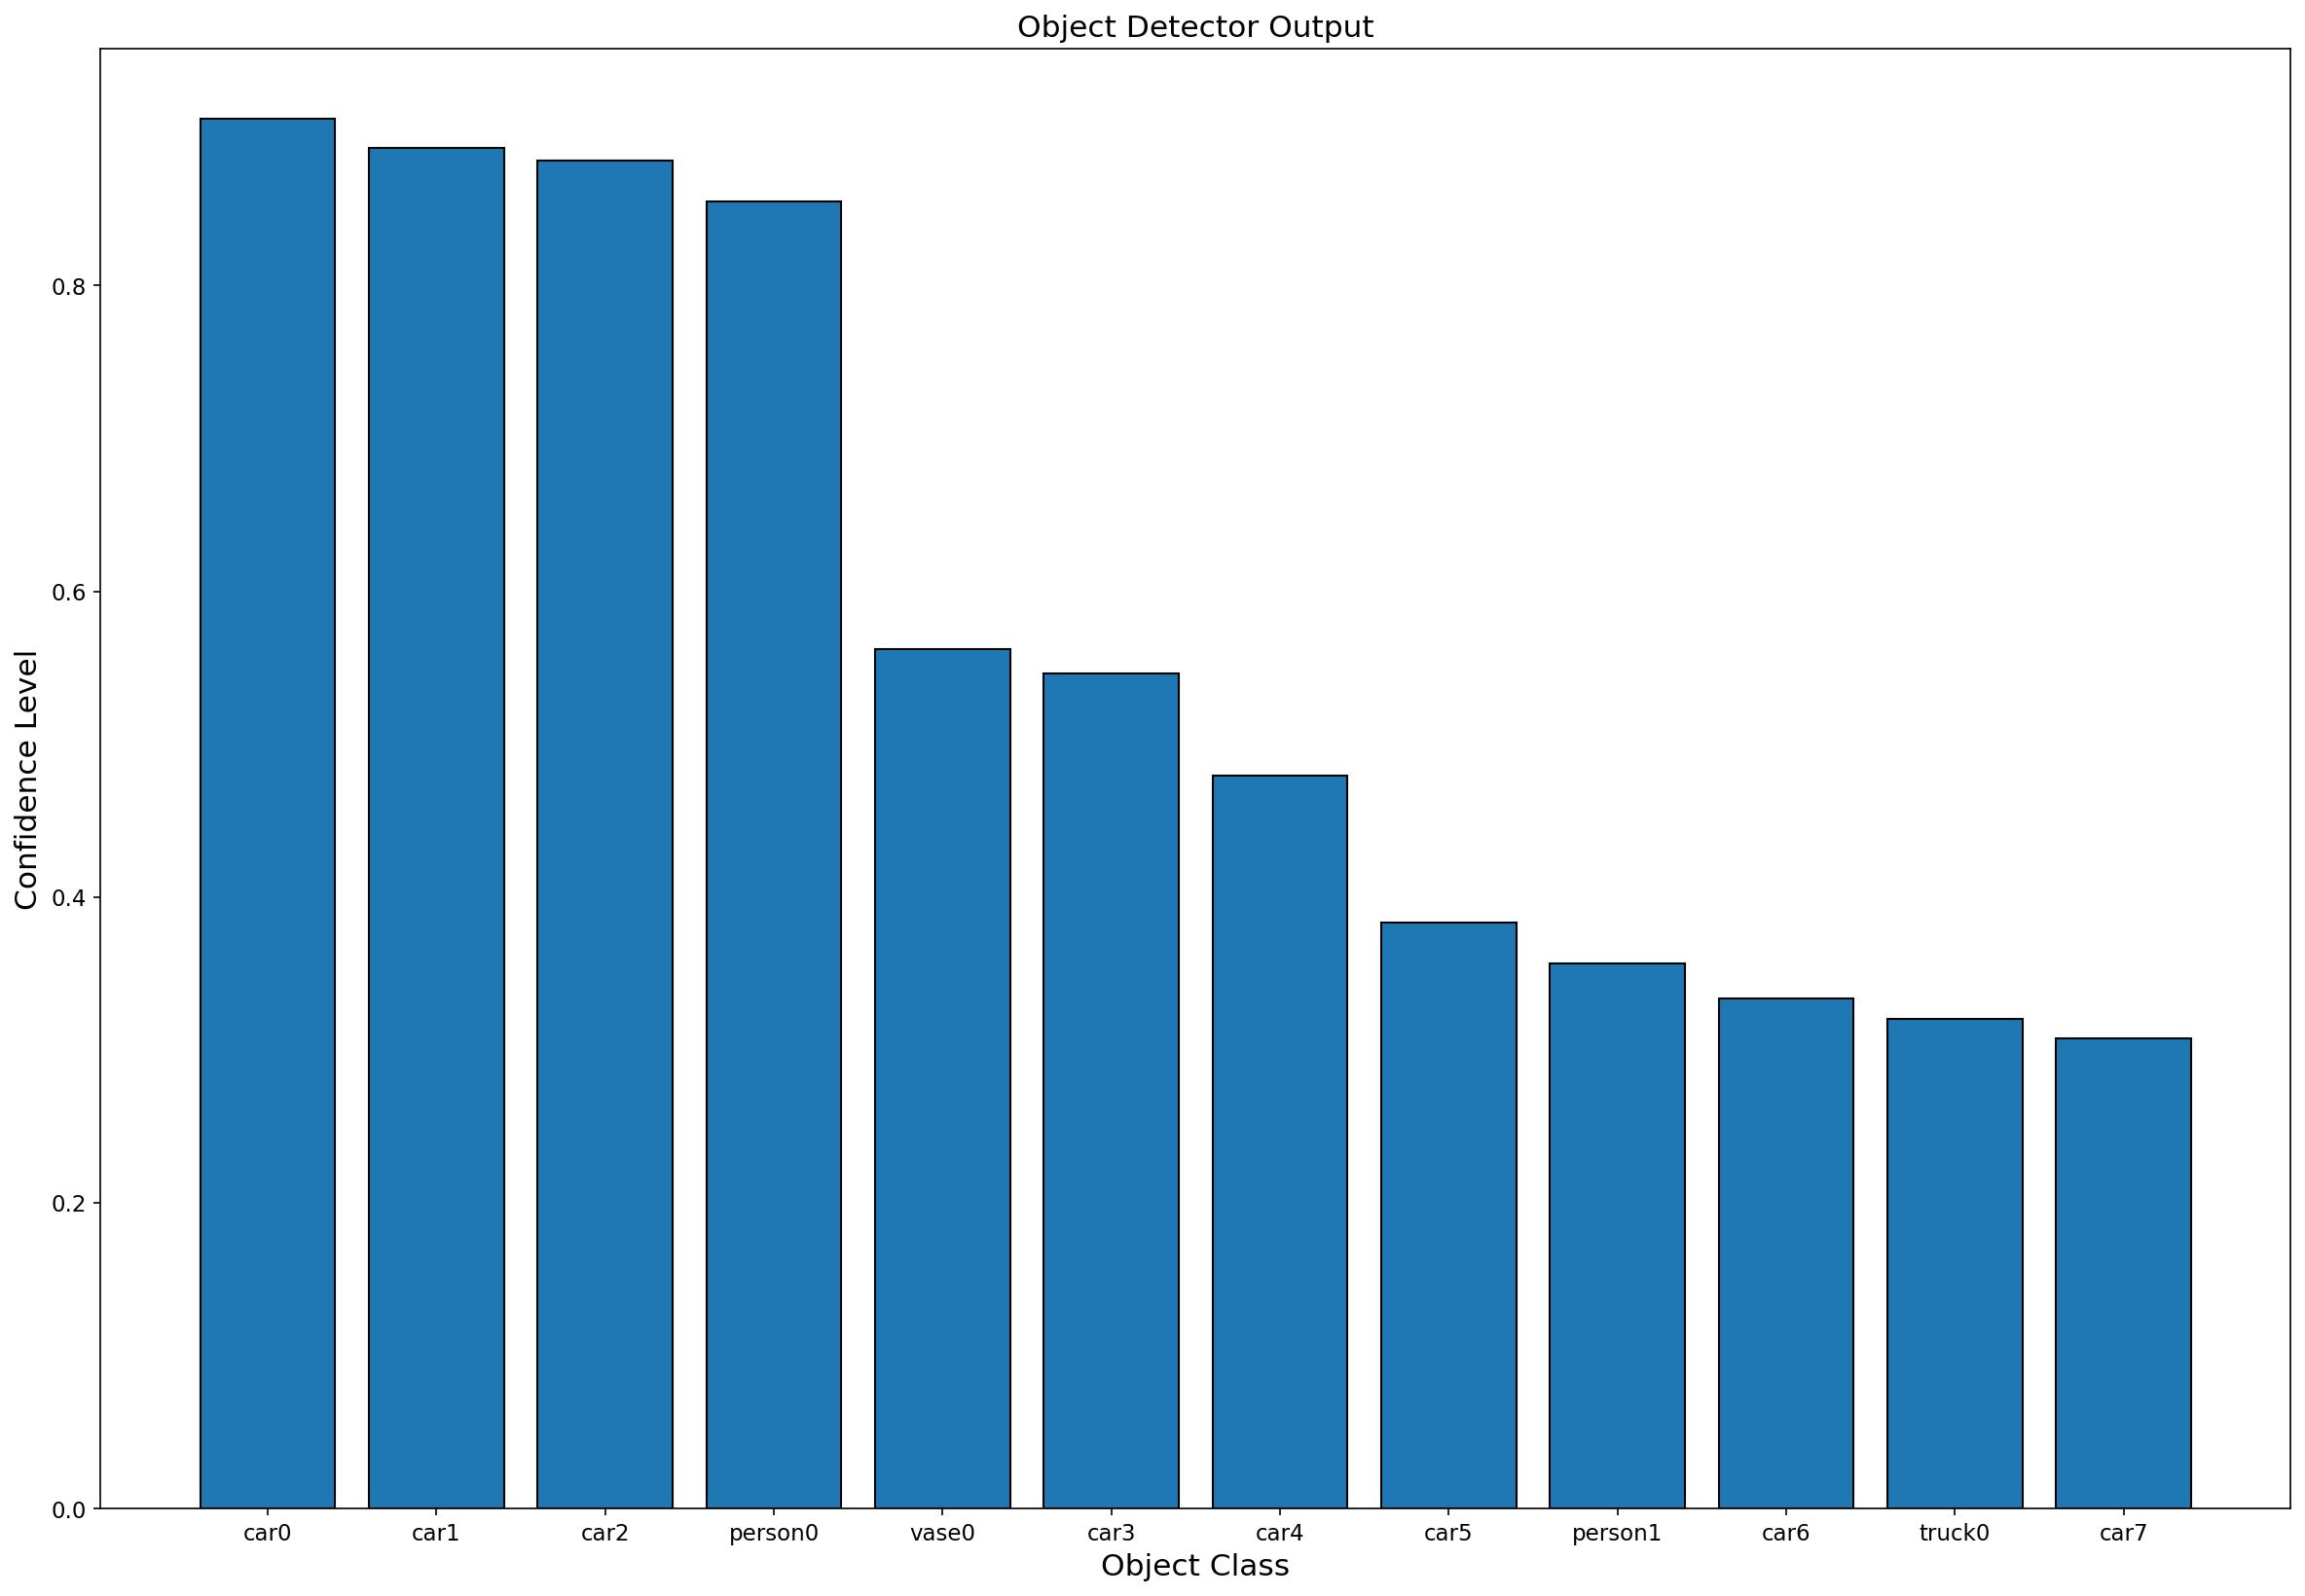 Object Detector Output
Confidence Level
0.8
0.6
0.4
0.2
0.0
car0 car1 car2 person0 vase0 car3 car4 car5 person1 car6 truck0 car7
Object Class